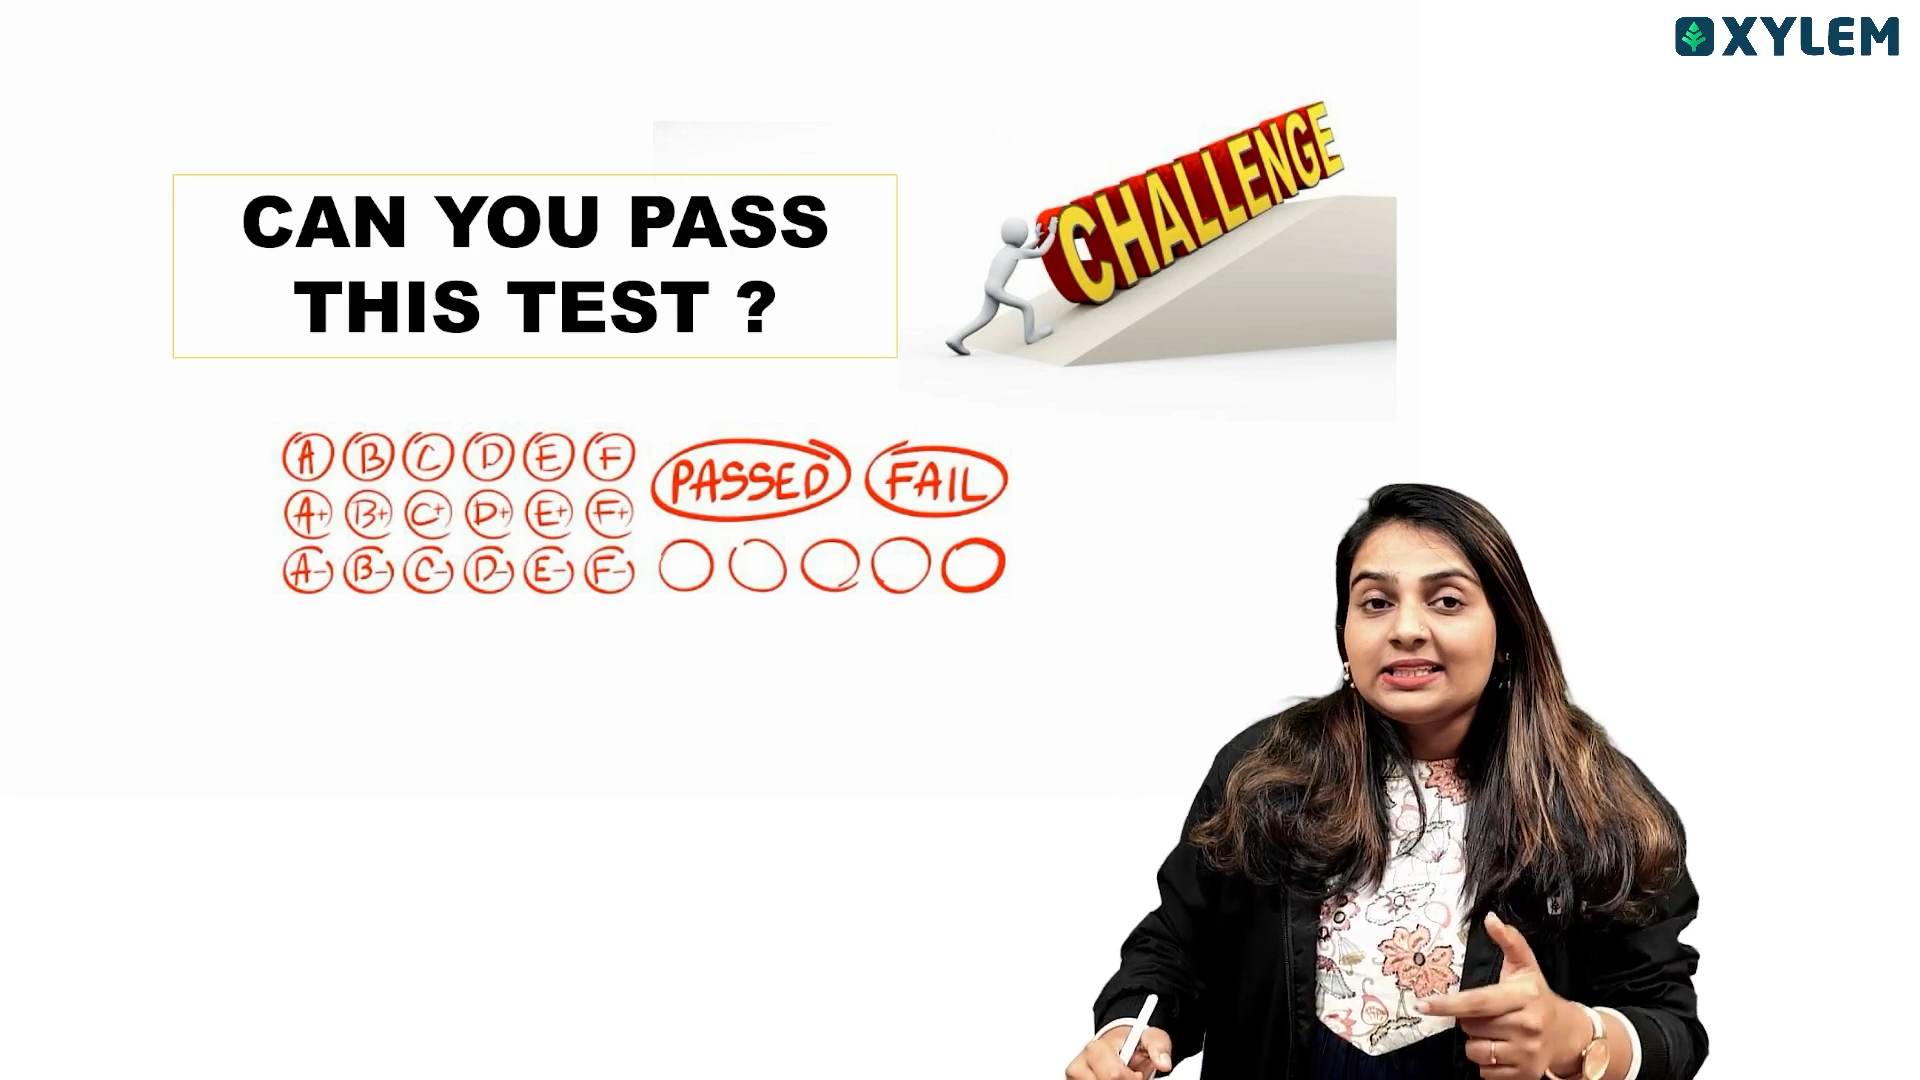 XYLEM
CAN YOU PASS
THIS TEST ?
CHALLENGE
A B C D E F
A+ B+ C+ D+ E+ F+
A- B- C- D- E- F-
PASSED FAIL